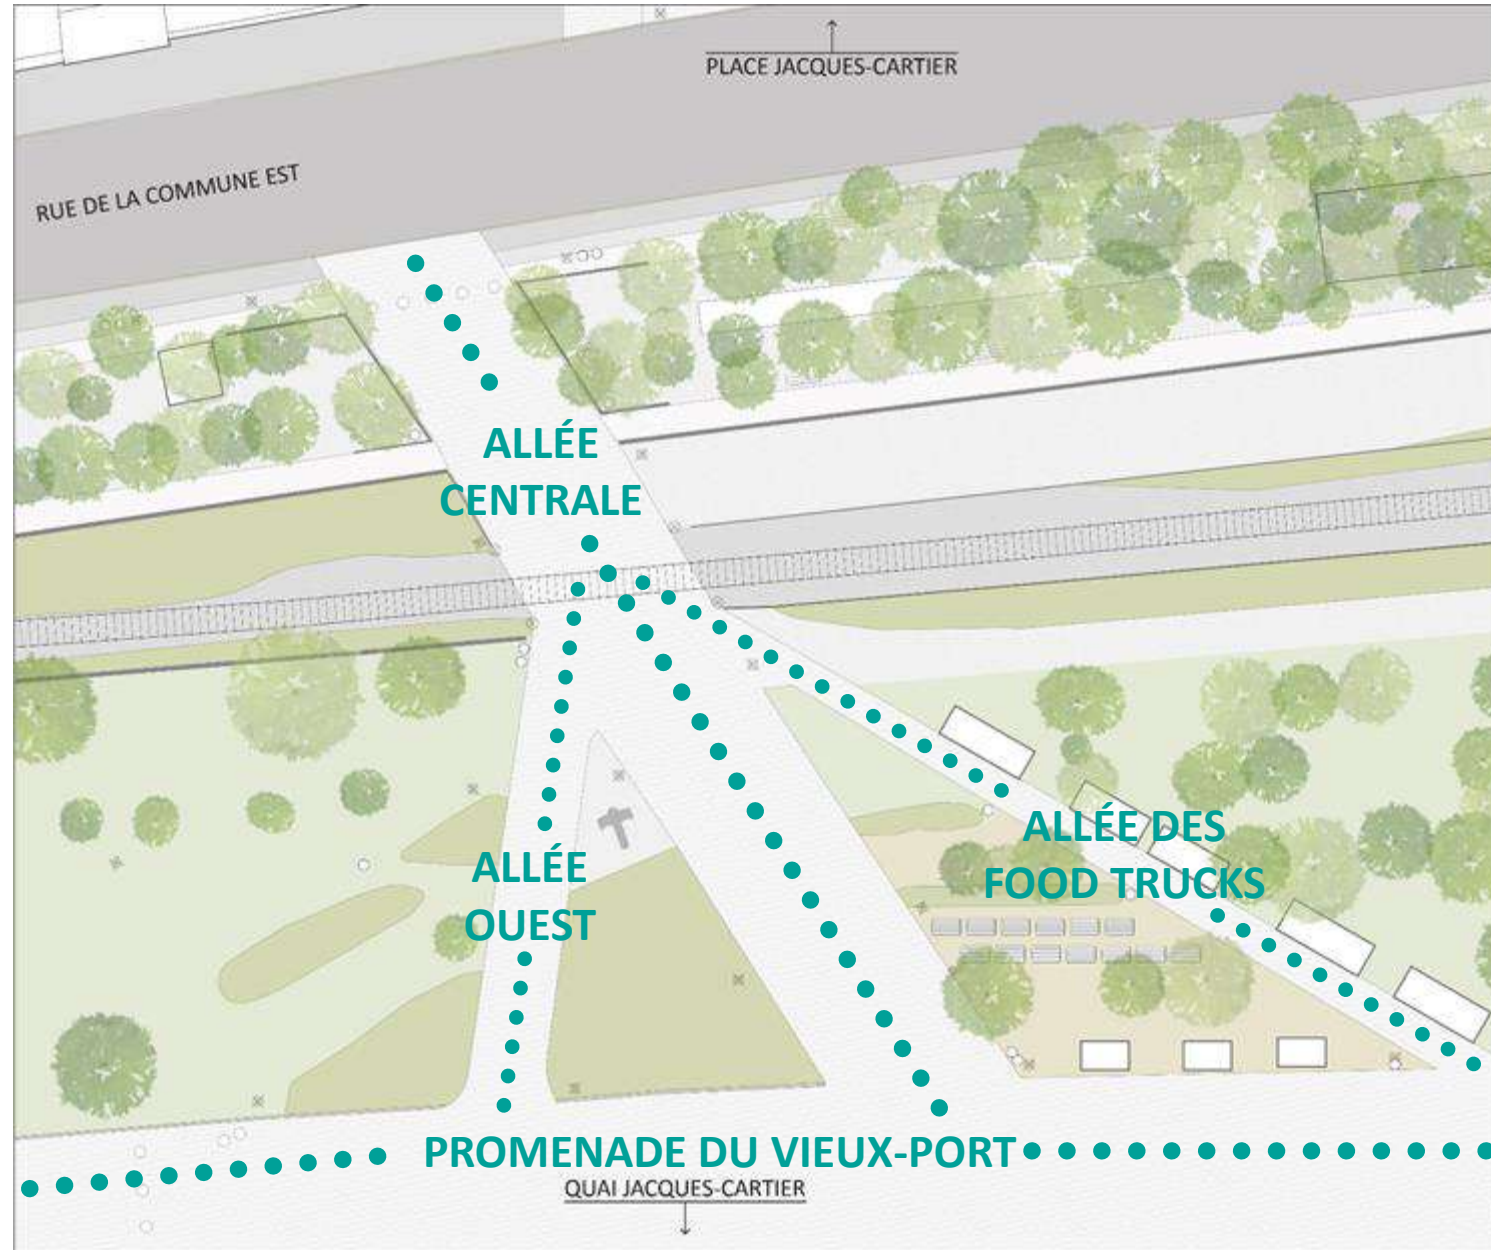 PLACE JACQUES-CARTIER
RUE DE LA COMMUNE EST
ALLÉE
CENTRALE
ALLÉE DES
FOOD TRUCKS
ALLÉE
OUEST
PROMENADE DU VIEUX-PORT
QUAI JACQUES-CARTIER